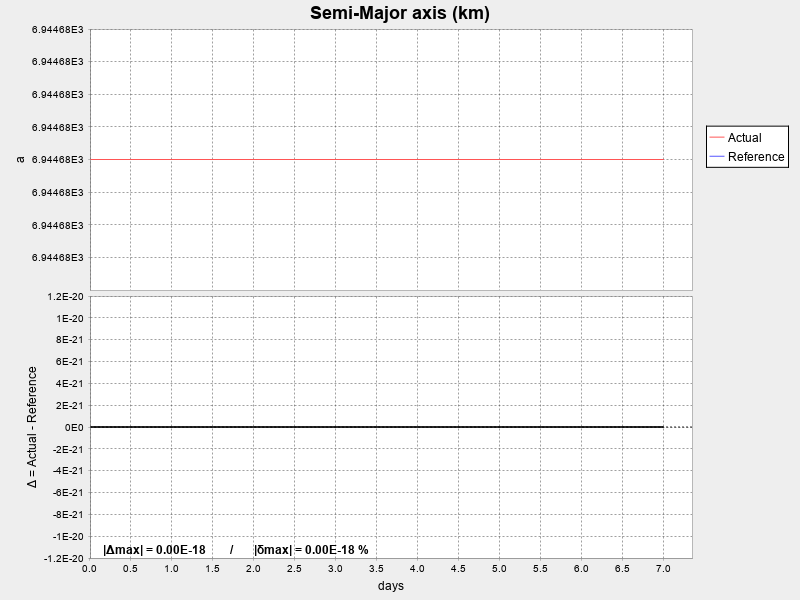 Semi-Major axis (km)
6.94468E3
6.94468E3
6.94468E3
6.94468E3
6.94468E3
6.94468E3
6.94468E3
6.94468E3
a
Actual
Reference
1.2E-20
1E-20
8E-21
6E-21
4E-21
2E-21
0E0
-2E-21
-4E-21
-6E-21
-8E-21
-1E-20
-1.2E-20
Δ = Actual - Reference
|Δmax| = 0.00E-18 / |δmax| = 0.00E-18 %
0.0 0.5 1.0 1.5 2.0 2.5 3.0 3.5 4.0 4.5 5.0 5.5 6.0 6.5 7.0
days